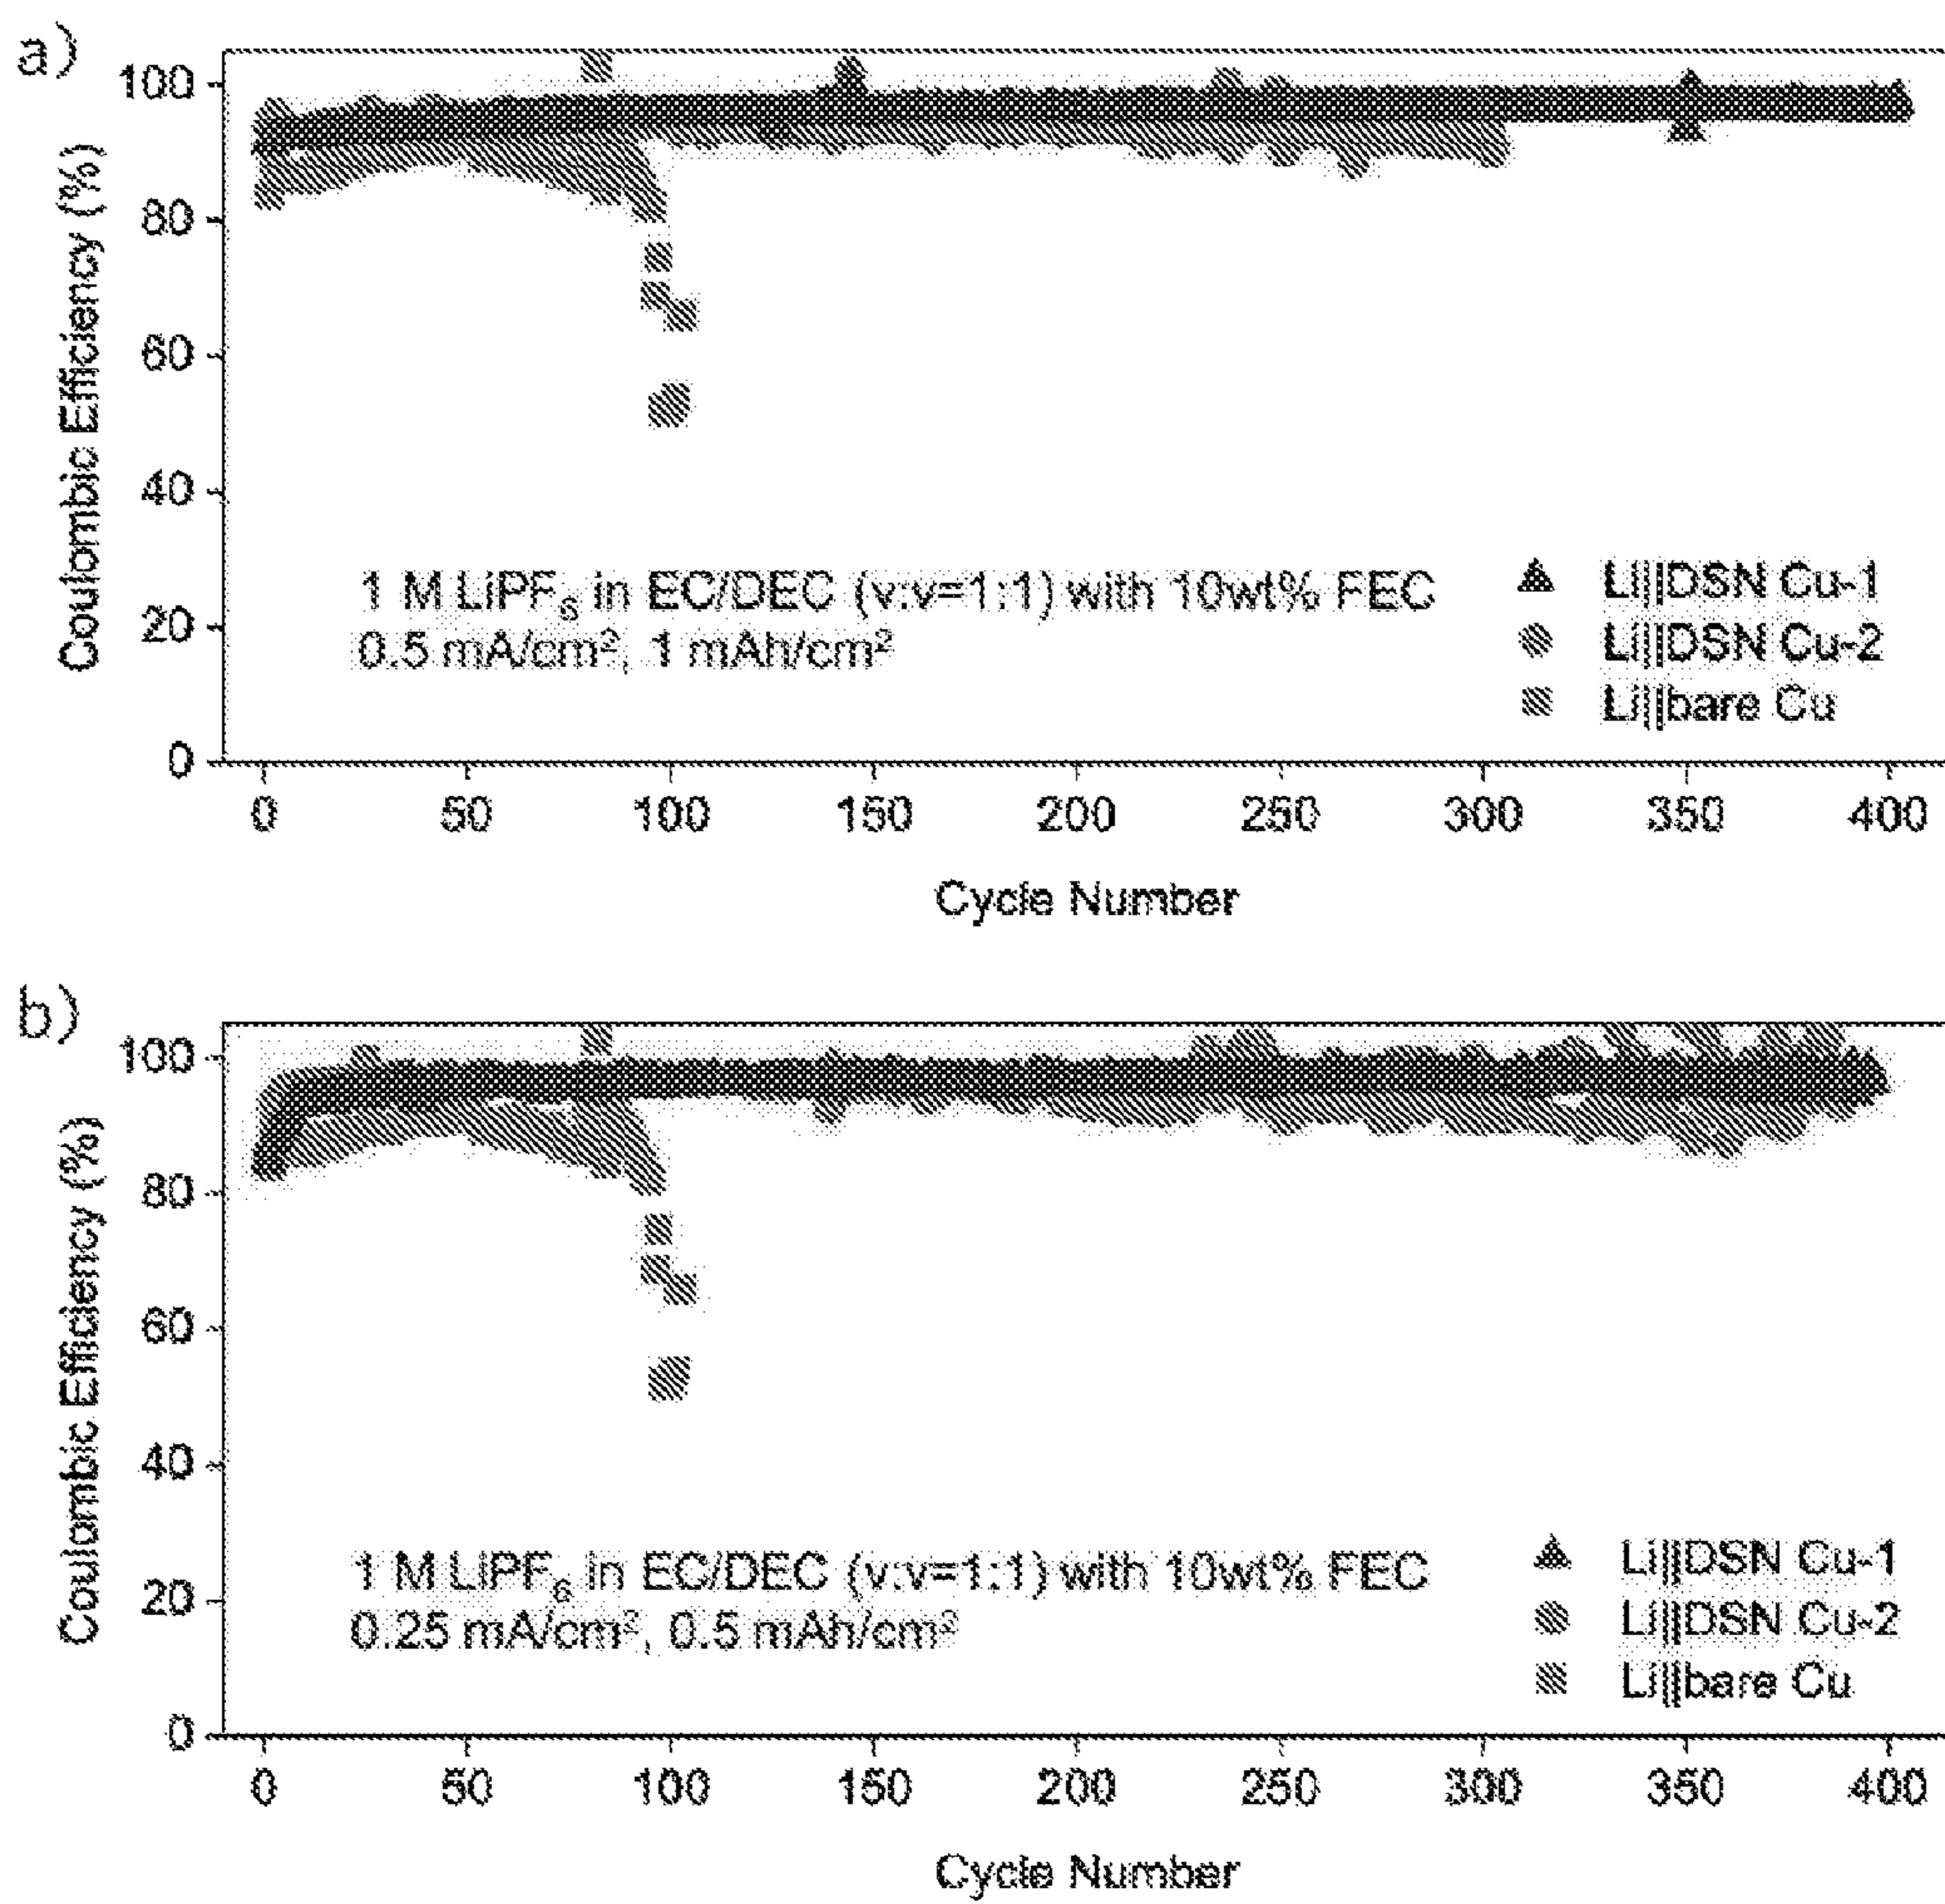 a)
100
80
60
40
20
0
Coulombic Efficiency (%)
1 M LiPF₆ in EC/DEC (v:v=1:1) with 10wt% FEC
0.5 mA/cm², 1 mAh/cm²
Li||DSN Cu-1
Li||DSN Cu-2
Li||bare Cu
0 50 100 150 200 250 300 350 400
Cycle Number
b)
100
80
60
40
20
0
Coulombic Efficiency (%)
1 M LiPF₆ in EC/DEC (v:v=1:1) with 10wt% FEC
0.25 mA/cm², 0.5 mAh/cm²
Li||DSN Cu-1
Li||DSN Cu-2
Li||bare Cu
0 50 100 150 200 250 300 350 400
Cycle Number